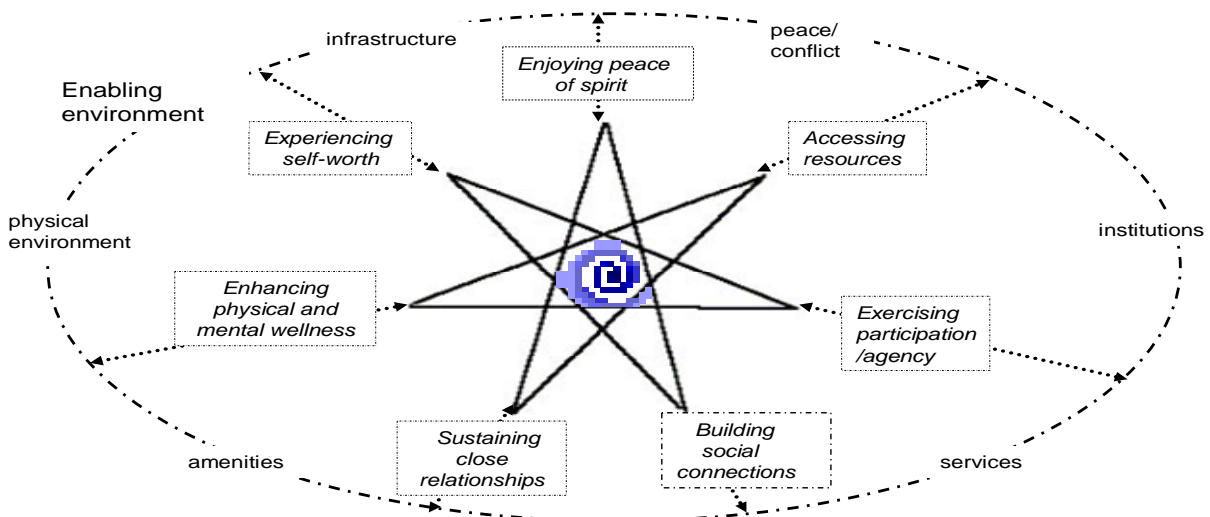 infrastructure
peace/
conflict
Enjoying peace
of spirit
Enabling
environment
Experiencing
self-worth
Accessing
resources
physical
environment
institutions
Enhancing
physical and
mental wellness
Exercising
participation
/agency
Sustaining
close
relationships
Building
social
connections
amenities
services